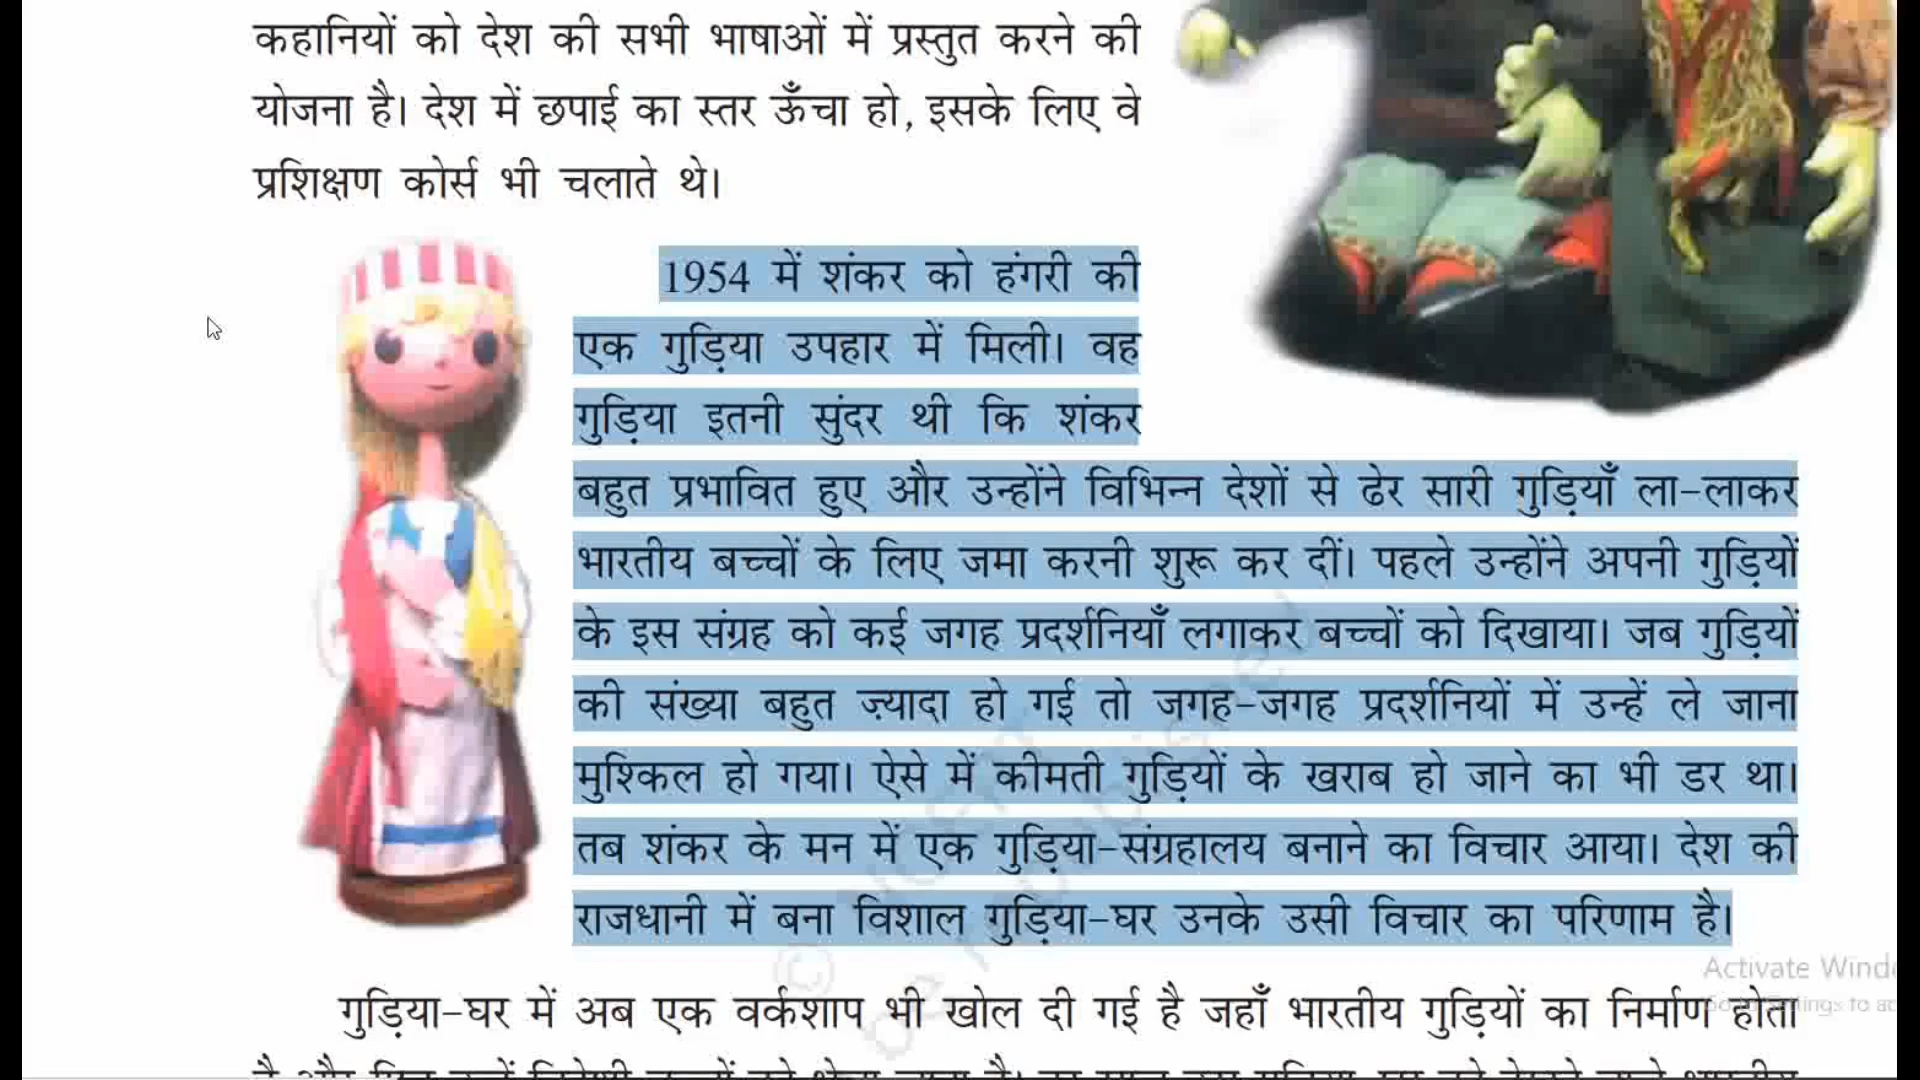 कहानियों को देश की सभी भाषाओं में प्रस्तुत करने की
योजना है। देश में छपाई का स्तर ऊँचा हो, इसके लिए वे
प्रशिक्षण कोर्स भी चलाते थे।
1954 में शंकर को हंगरी की
एक गुड़िया उपहार में मिली। वह
गुड़िया इतनी सुंदर थी कि शंकर
बहुत प्रभावित हुए और उन्होंने विभिन्न देशों से ढेर सारी गुड़ियाँ ला-लाकर
भारतीय बच्चों के लिए जमा करनी शुरू कर दीं। पहले उन्होंने अपनी गुड़ियों
के इस संग्रह को कई जगह प्रदर्शनियाँ लगाकर बच्चों को दिखाया। जब गुड़ियों
की संख्या बहुत ज़्यादा हो गई तो जगह-जगह प्रदर्शनियों में उन्हें ले जाना
मुश्किल हो गया। ऐसे में कीमती गुड़ियों के खराब हो जाने का भी डर था।
तब शंकर के मन में एक गुड़िया-संग्रहालय बनाने का विचार आया। देश की
राजधानी में बना विशाल गुड़िया-घर उनके उसी विचार का परिणाम है।
Activate Wind
गुड़िया-घर में अब एक वर्कशाप भी खोल दी गई है जहाँ भारतीय गुड़ियों का निर्माण होता